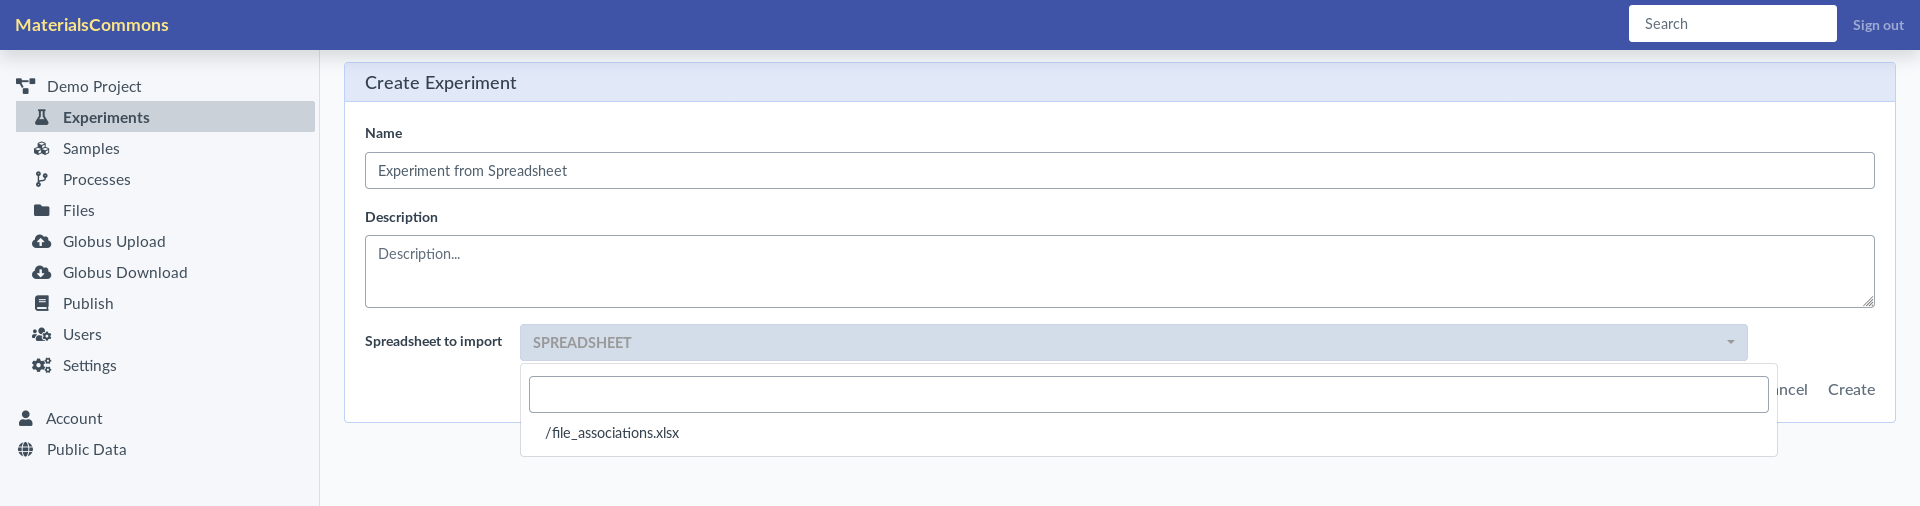 MaterialsCommons
Search
Sign out
Demo Project
Experiments
Samples
Processes
Files
Globus Upload
Globus Download
Publish
Users
Settings
Account
Public Data
Create Experiment
Name
Experiment from Spreadsheet
Description
Description...
Spreadsheet to import
SPREADSHEET
/file_associations.xlsx
ncel
Create